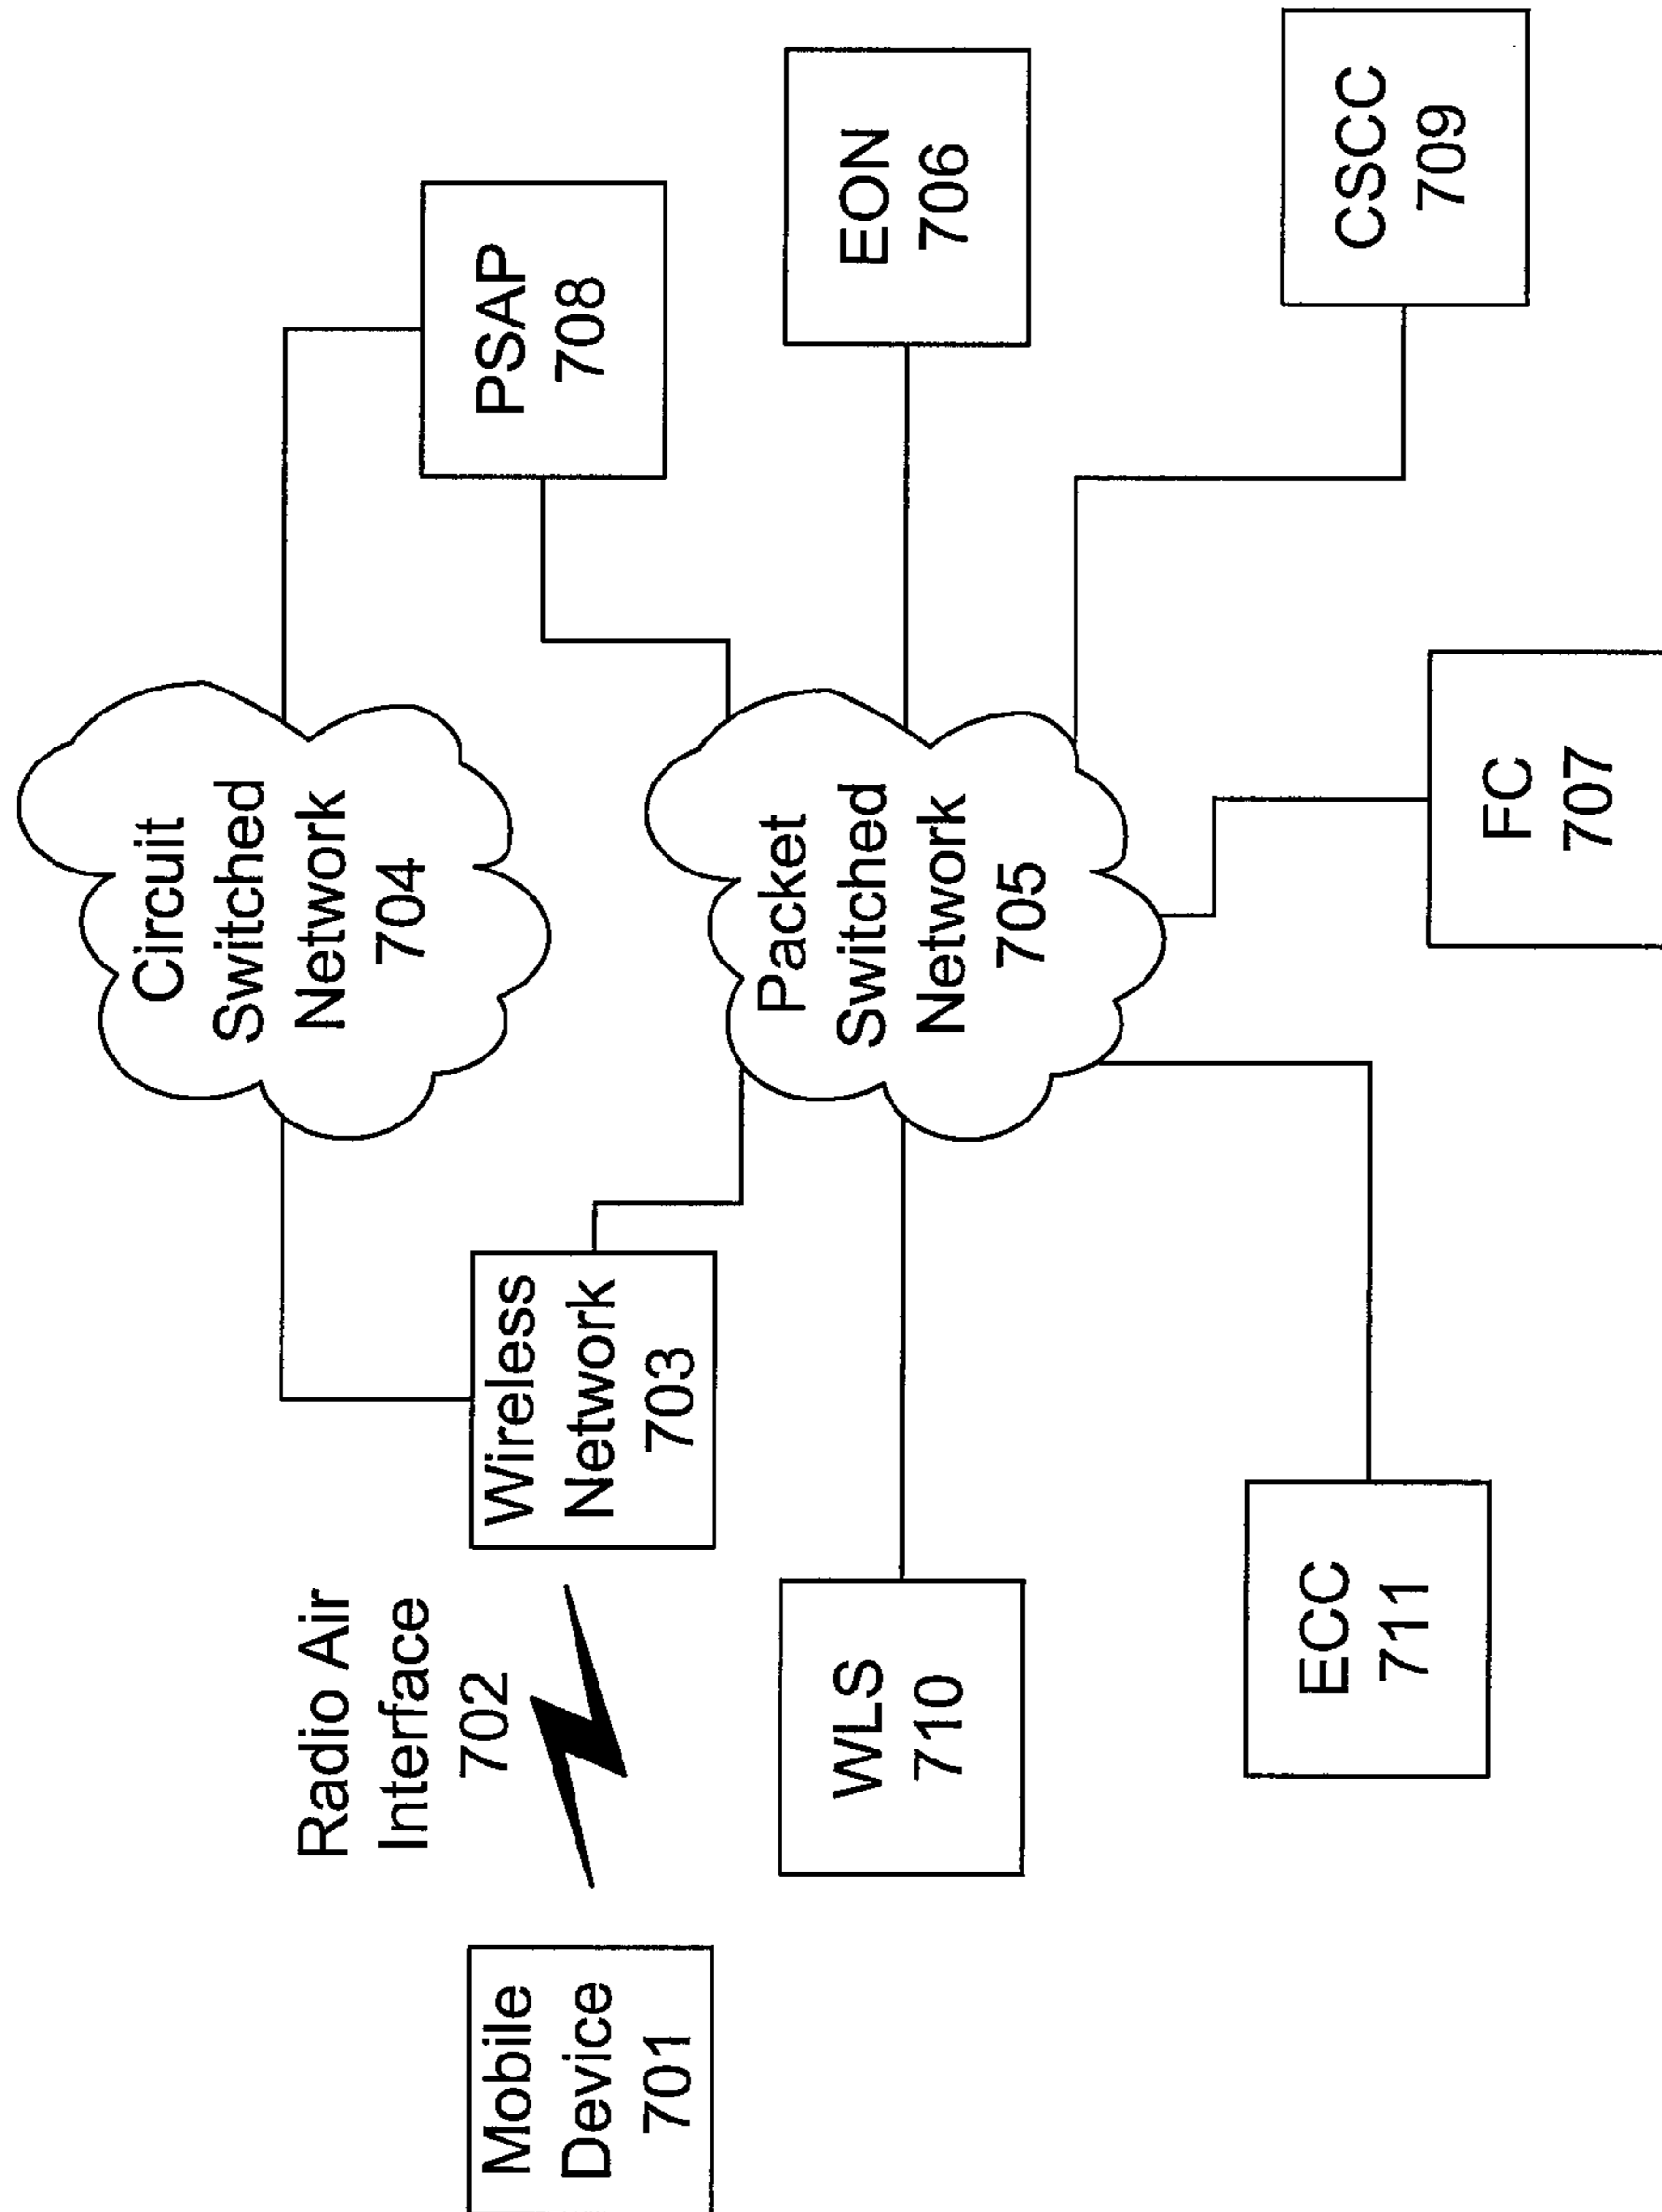 Mobile
Device
701
Radio Air
Interface
702
Wireless
Network
703
Circuit
Switched
Network
704
PSAP
708
Packet
Switched
Network
705
EON
706
WLS
710
ECC
711
FC
707
CSCC
709